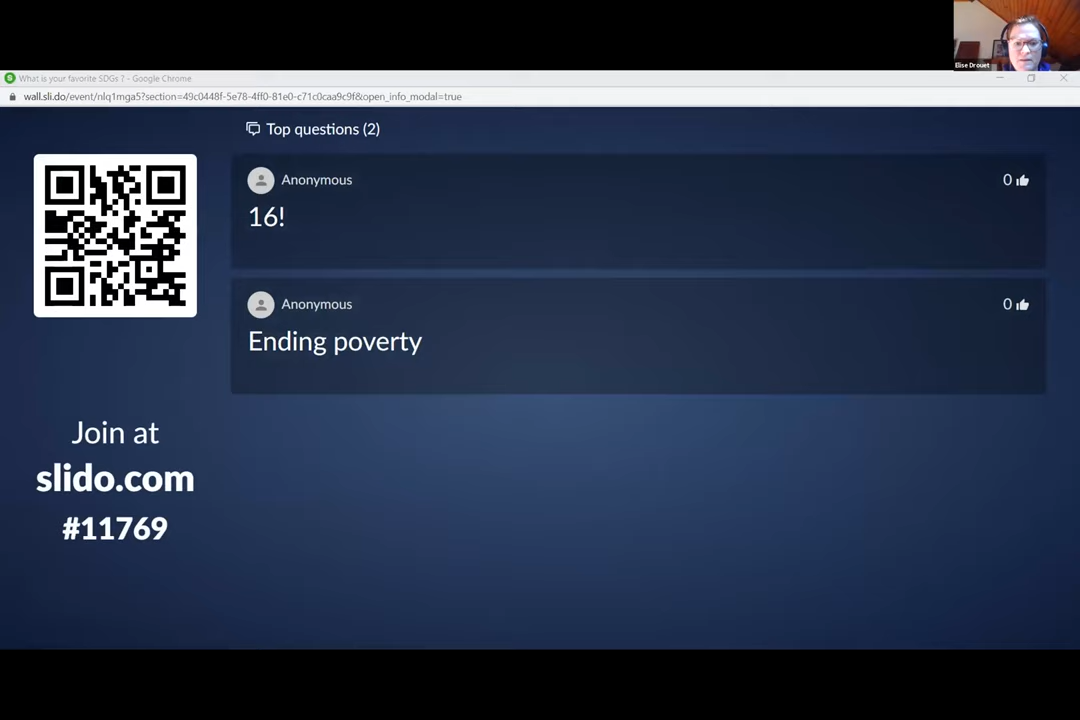 Elise Drouet
What is your favorite SDGs ? - Google Chrome
wall.sli.do/event/nlq1mga5?section=49c0448f-5e78-4ff0-81e0-c71c0caa9c9f&open_info_modal=true
Top questions (2)
Anonymous
0
16!
Anonymous
0
Ending poverty
Join at
slido.com
#11769